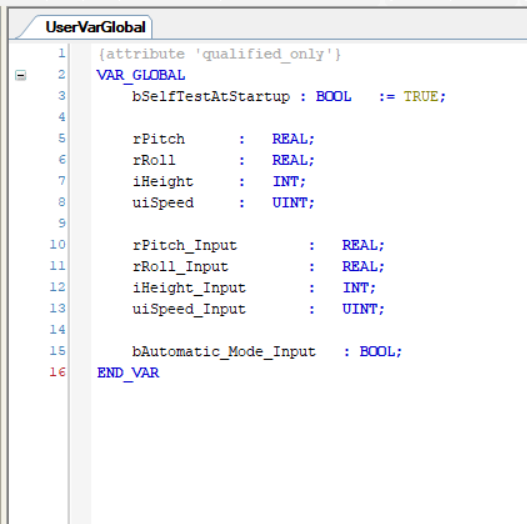 UserVarGlobal
1 {attribute 'qualified_only'}
2 VAR_GLOBAL
3 bSelfTestAtStartup : BOOL := TRUE;
4
5 rPitch : REAL;
6 rRoll : REAL;
7 iHeight : INT;
8 uiSpeed : UINT;
9
10 rPitch_Input : REAL;
11 rRoll_Input : REAL;
12 iHeight_Input : INT;
13 uiSpeed_Input : UINT;
14
15 bAutomatic_Mode_Input : BOOL;
16 END_VAR